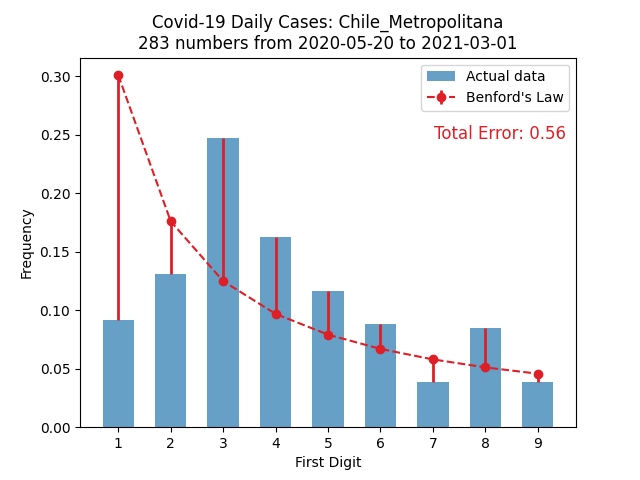 Covid-19 Daily Cases: Chile_Metropolitana
283 numbers from 2020-05-20 to 2021-03-01
Actual data
Benford's Law
Total Error: 0.56
Frequency
0.30
0.25
0.20
0.15
0.10
0.05
0.00
1 2 3 4 5 6 7 8 9
First Digit